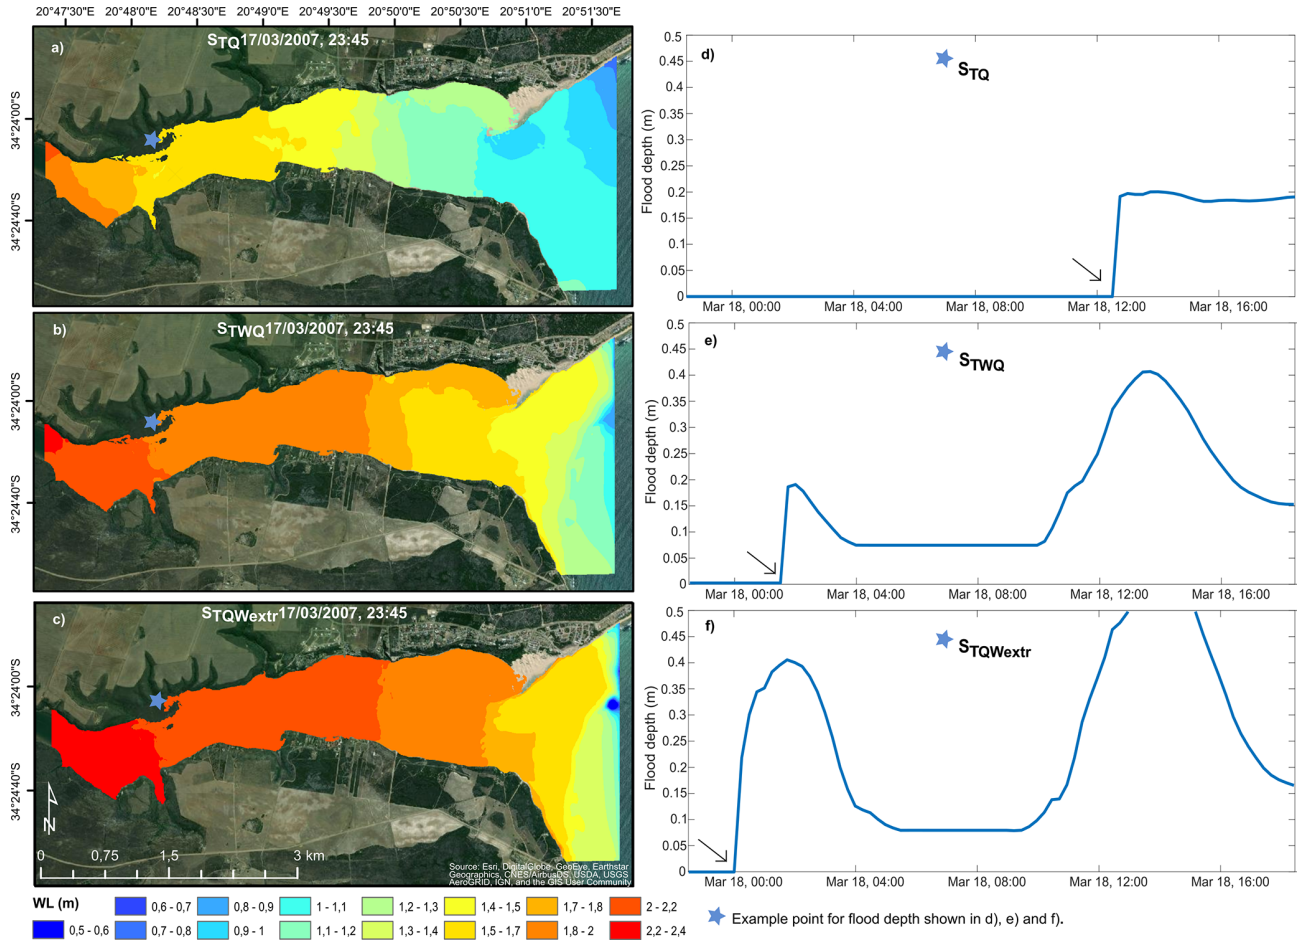 20°47'30"E 20°48'0"E 20°48'30"E 20°49'0"E 20°49'30"E 20°50'0"E 20°50'30"E 20°51'0"E 20°51'30"E
a) STQ17/03/2007, 23:45
34°24'00"S
34°24'40"S
b) STWQ17/03/2007, 23:45
34°24'00"S
34°24'40"S
c) STQWextr17/03/2007, 23:45
34°24'00"S
34°24'40"S
N
0 0,75 1,5 3 km
Source: Esri, DigitalGlobe, GeoEye, Earthstar
Geographics, CNES/AirbusDS, USDA, USGS
AeroGRID, IGN, and the GIS User Community
d) STQ
Flood depth (m)
0.5
0.45
0.4
0.35
0.3
0.25
0.2
0.15
0.1
0.05
0
Mar 18, 00:00 Mar 18, 04:00 Mar 18, 08:00 Mar 18, 12:00 Mar 18, 16:00
e) STWQ
Flood depth (m)
0.5
0.45
0.4
0.35
0.3
0.25
0.2
0.15
0.1
0.05
0
Mar 18, 00:00 Mar 18, 04:00 Mar 18, 08:00 Mar 18, 12:00 Mar 18, 16:00
f) STQWextr
Flood depth (m)
0.5
0.45
0.4
0.35
0.3
0.25
0.2
0.15
0.1
0.05
0
Mar 18, 00:00 Mar 18, 04:00 Mar 18, 08:00 Mar 18, 12:00 Mar 18, 16:00
WL (m) 0,6 - 0,7 0,8 - 0,9 1 - 1,1 1,2 - 1,3 1,4 - 1,5 1,7 - 1,8 2 - 2,2
0,5 - 0,6 0,7 - 0,8 0,9 - 1 1,1 - 1,2 1,3 - 1,4 1,5 - 1,7 1,8 - 2 2,2 - 2,4
Example point for flood depth shown in d), e) and f).